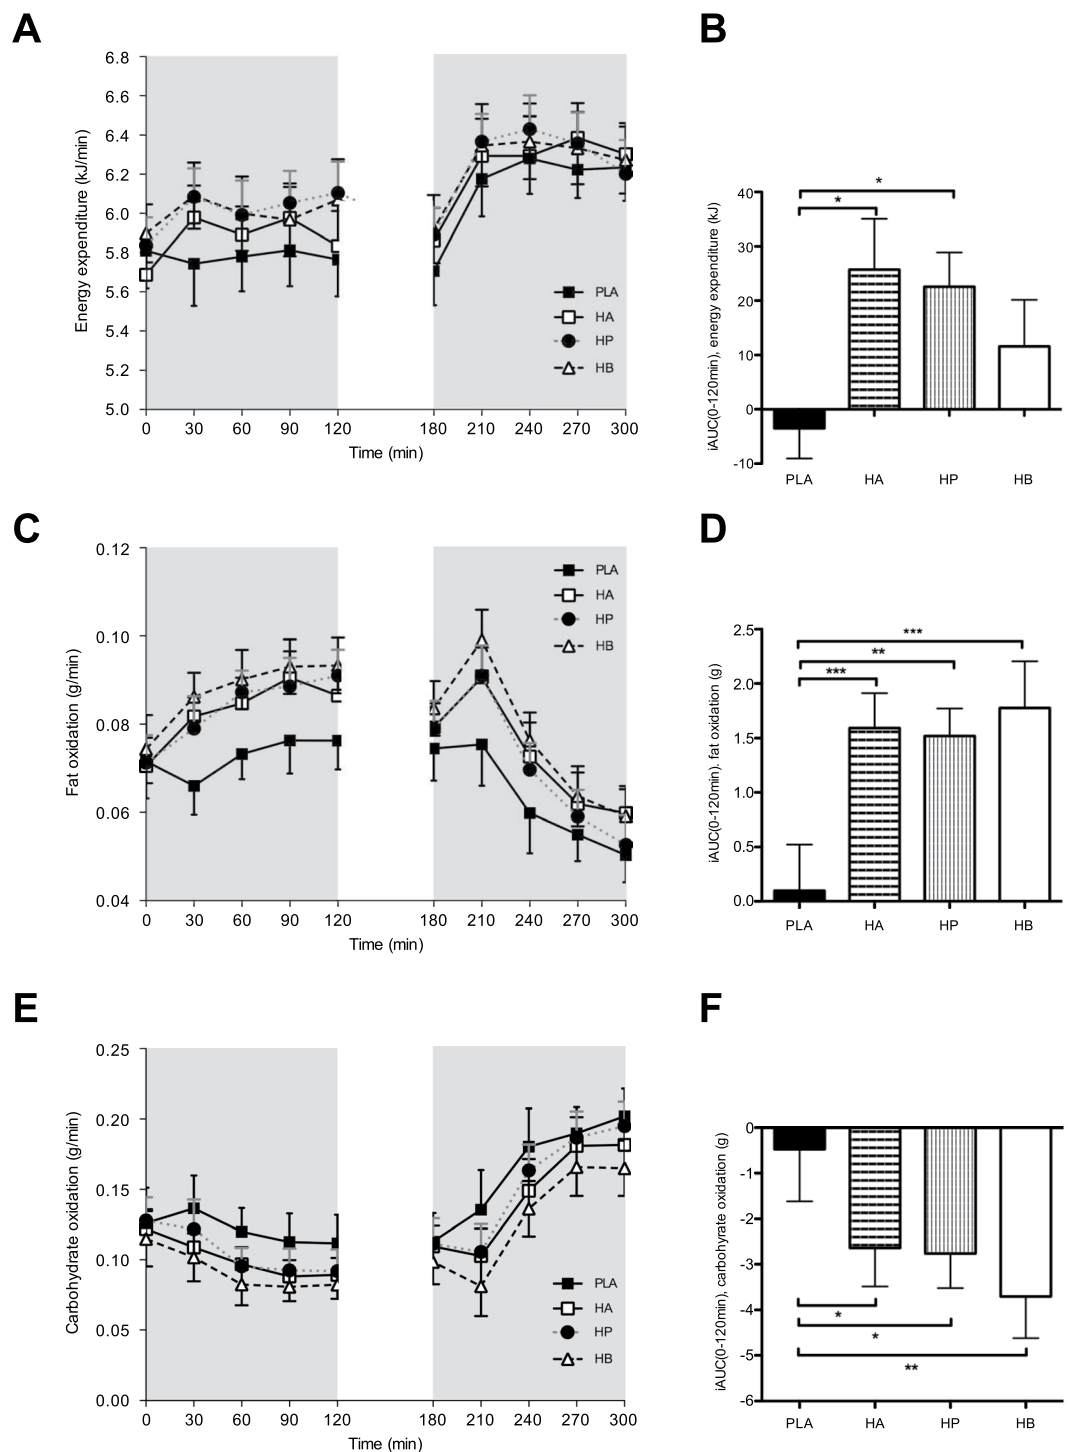 A
6.8
6.6
6.4
6.2
6.0
5.8
5.6
5.4
5.2
5.0
Energy expenditure (kJ/min)
PLA
HA
HP
HB
0 30 60 90 120 180 210 240 270 300
Time (min)
B
40
30
20
10
0
-10
iAUC(0-120min), energy expenditure (kJ)
*
*
PLA HA HP HB
C
0.12
0.10
0.08
0.06
0.04
Fat oxidation (g/min)
PLA
HA
HP
HB
0 30 60 90 120 180 210 240 270 300
Time (min)
D
2.5
2.0
1.5
1.0
0.5
0.0
iAUC(0-120min). fat oxidation (g)
***
**
***
PLA HA HP HB
E
0.25
0.20
0.15
0.10
0.05
0.00
Carbohydrate oxidation (g/min)
PLA
HA
HP
HB
0 30 60 90 120 180 210 240 270 300
Time (min)
F
0
-1
-2
-3
-4
-5
-6
iAUC(0-120min), carbohyrate oxidation (g)
*
*
**
PLA HA HP HB